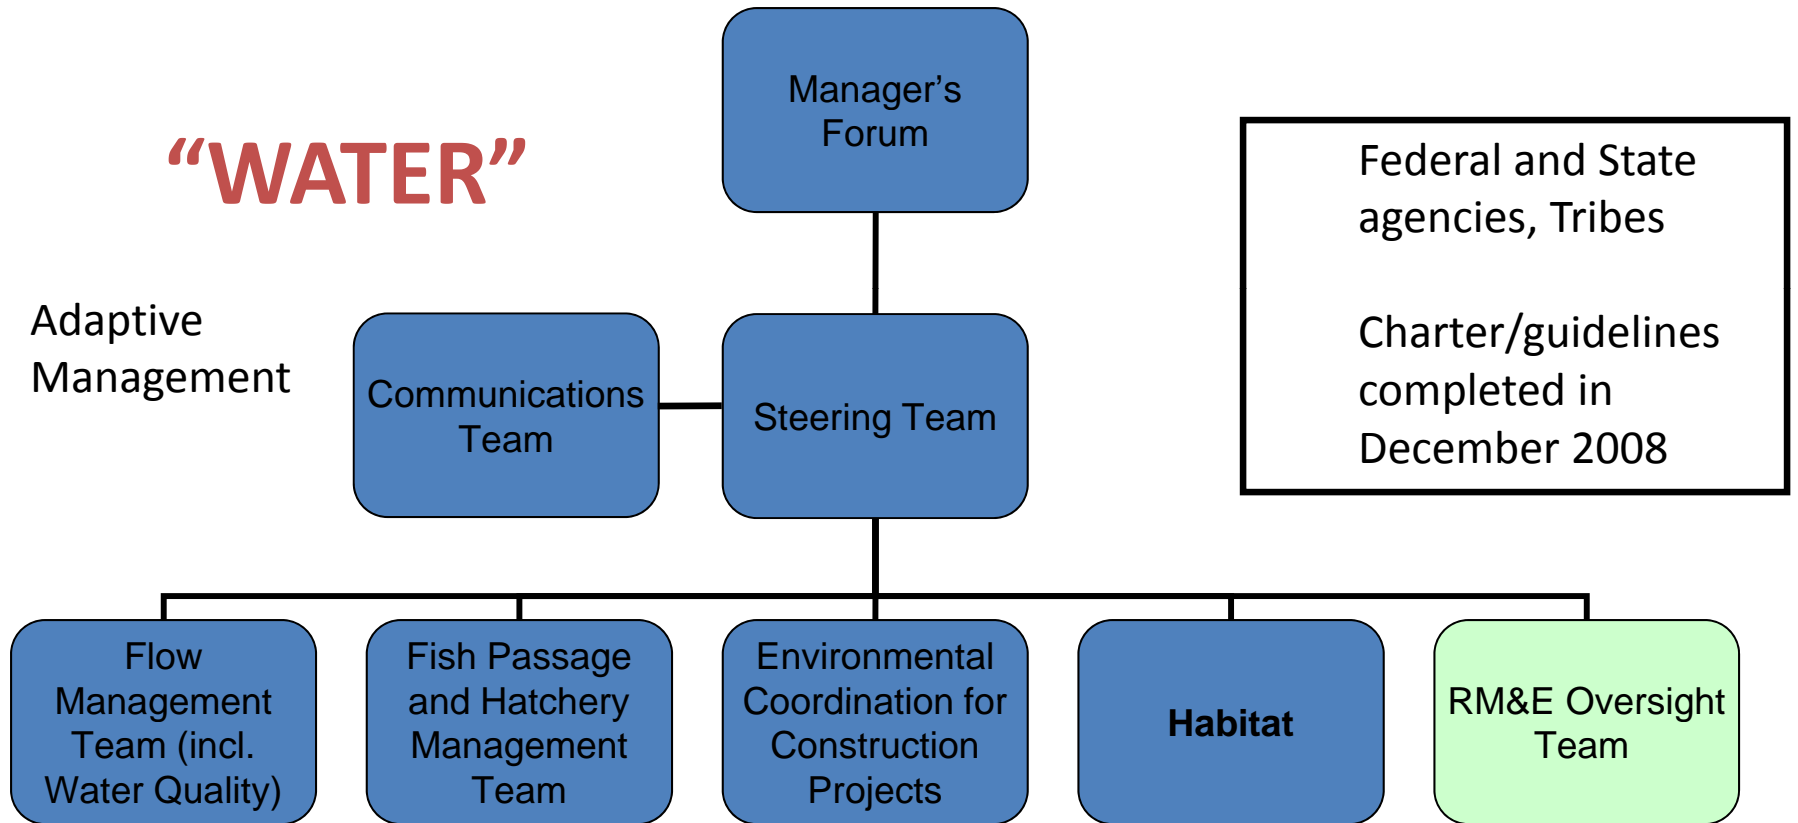 Manager’s
Forum
“WATER”
Federal and State
agencies, Tribes
Adaptive
Management
Charter/guidelines
completed in
December 2008
Communications
Team
Steering Team
Flow
Management
Team (incl.
Water Quality)
Fish Passage
and Hatchery
Management
Team
Environmental
Coordination for
Construction
Projects
Habitat
RM&E Oversight
Team